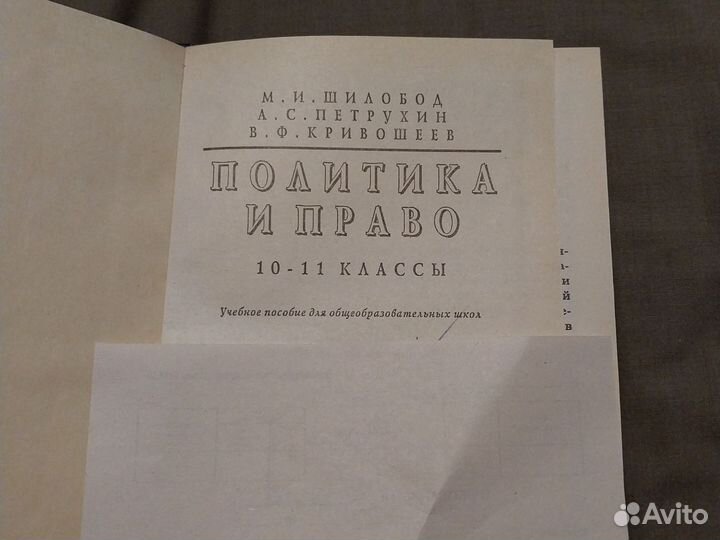 М.И.ШИЛОБОД
А.С.ПЕТРУХИН
В.Ф.КРИВОШЕЕВ
ПОЛИТИКА
И ПРАВО
10-11 КЛАССЫ
Учебное пособие для общеобразовательных школ
и
й
в
Avito